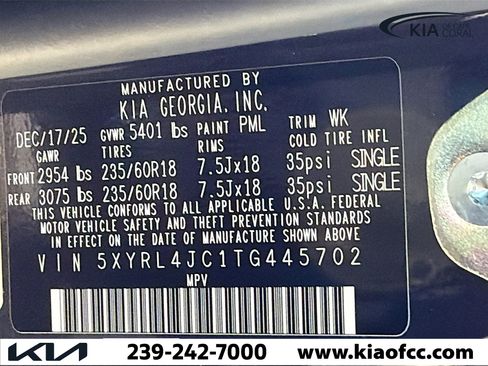 KIA OF CAPE CORAL
MANUFACTURED BY
KIA GEORGIA, INC,
DEC/17/25 GVWR 5401 lbs PAINT PML TRIM WK
GAWR TIRES RIMS COLD TIRE INFL
FRONT 2954 lbs 235/60R18 7.5Jx18 35psi SINGLE
REAR 3075 lbs 235/60R18 7.5Jx18 35psi SINGLE
THIS VEHICLE CONFORMS TO ALL APPLICABLE U.S.A. FEDERAL
MOTOR VEHICLE SAFETY AND THEFT PREVENTION STANDARDS
IN EFFECT ON THE DATE OF MANUFACTURE SHOWN ABOVE
VIN 5XYRL4JC1TG445702
MPV
KIA 239-242-7000 www.kiaofcc.com